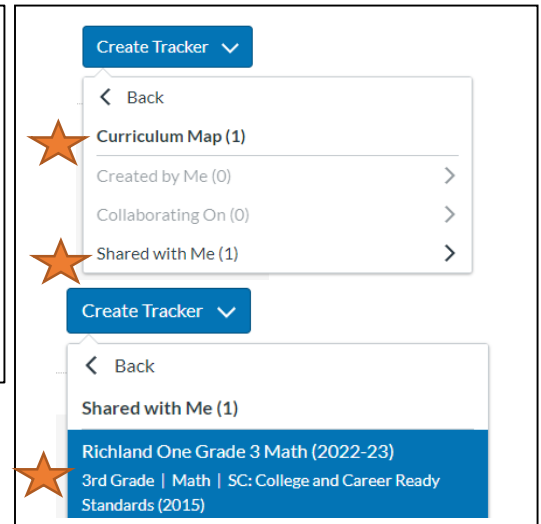 Create Tracker
Back
Curriculum Map (1)
Created by Me (0)
Collaborating On (0)
Shared with Me (1)
Create Tracker
Back
Shared with Me (1)
Richland One Grade 3 Math (2022-23)
3rd Grade | Math | SC: College and Career Ready
Standards (2015)